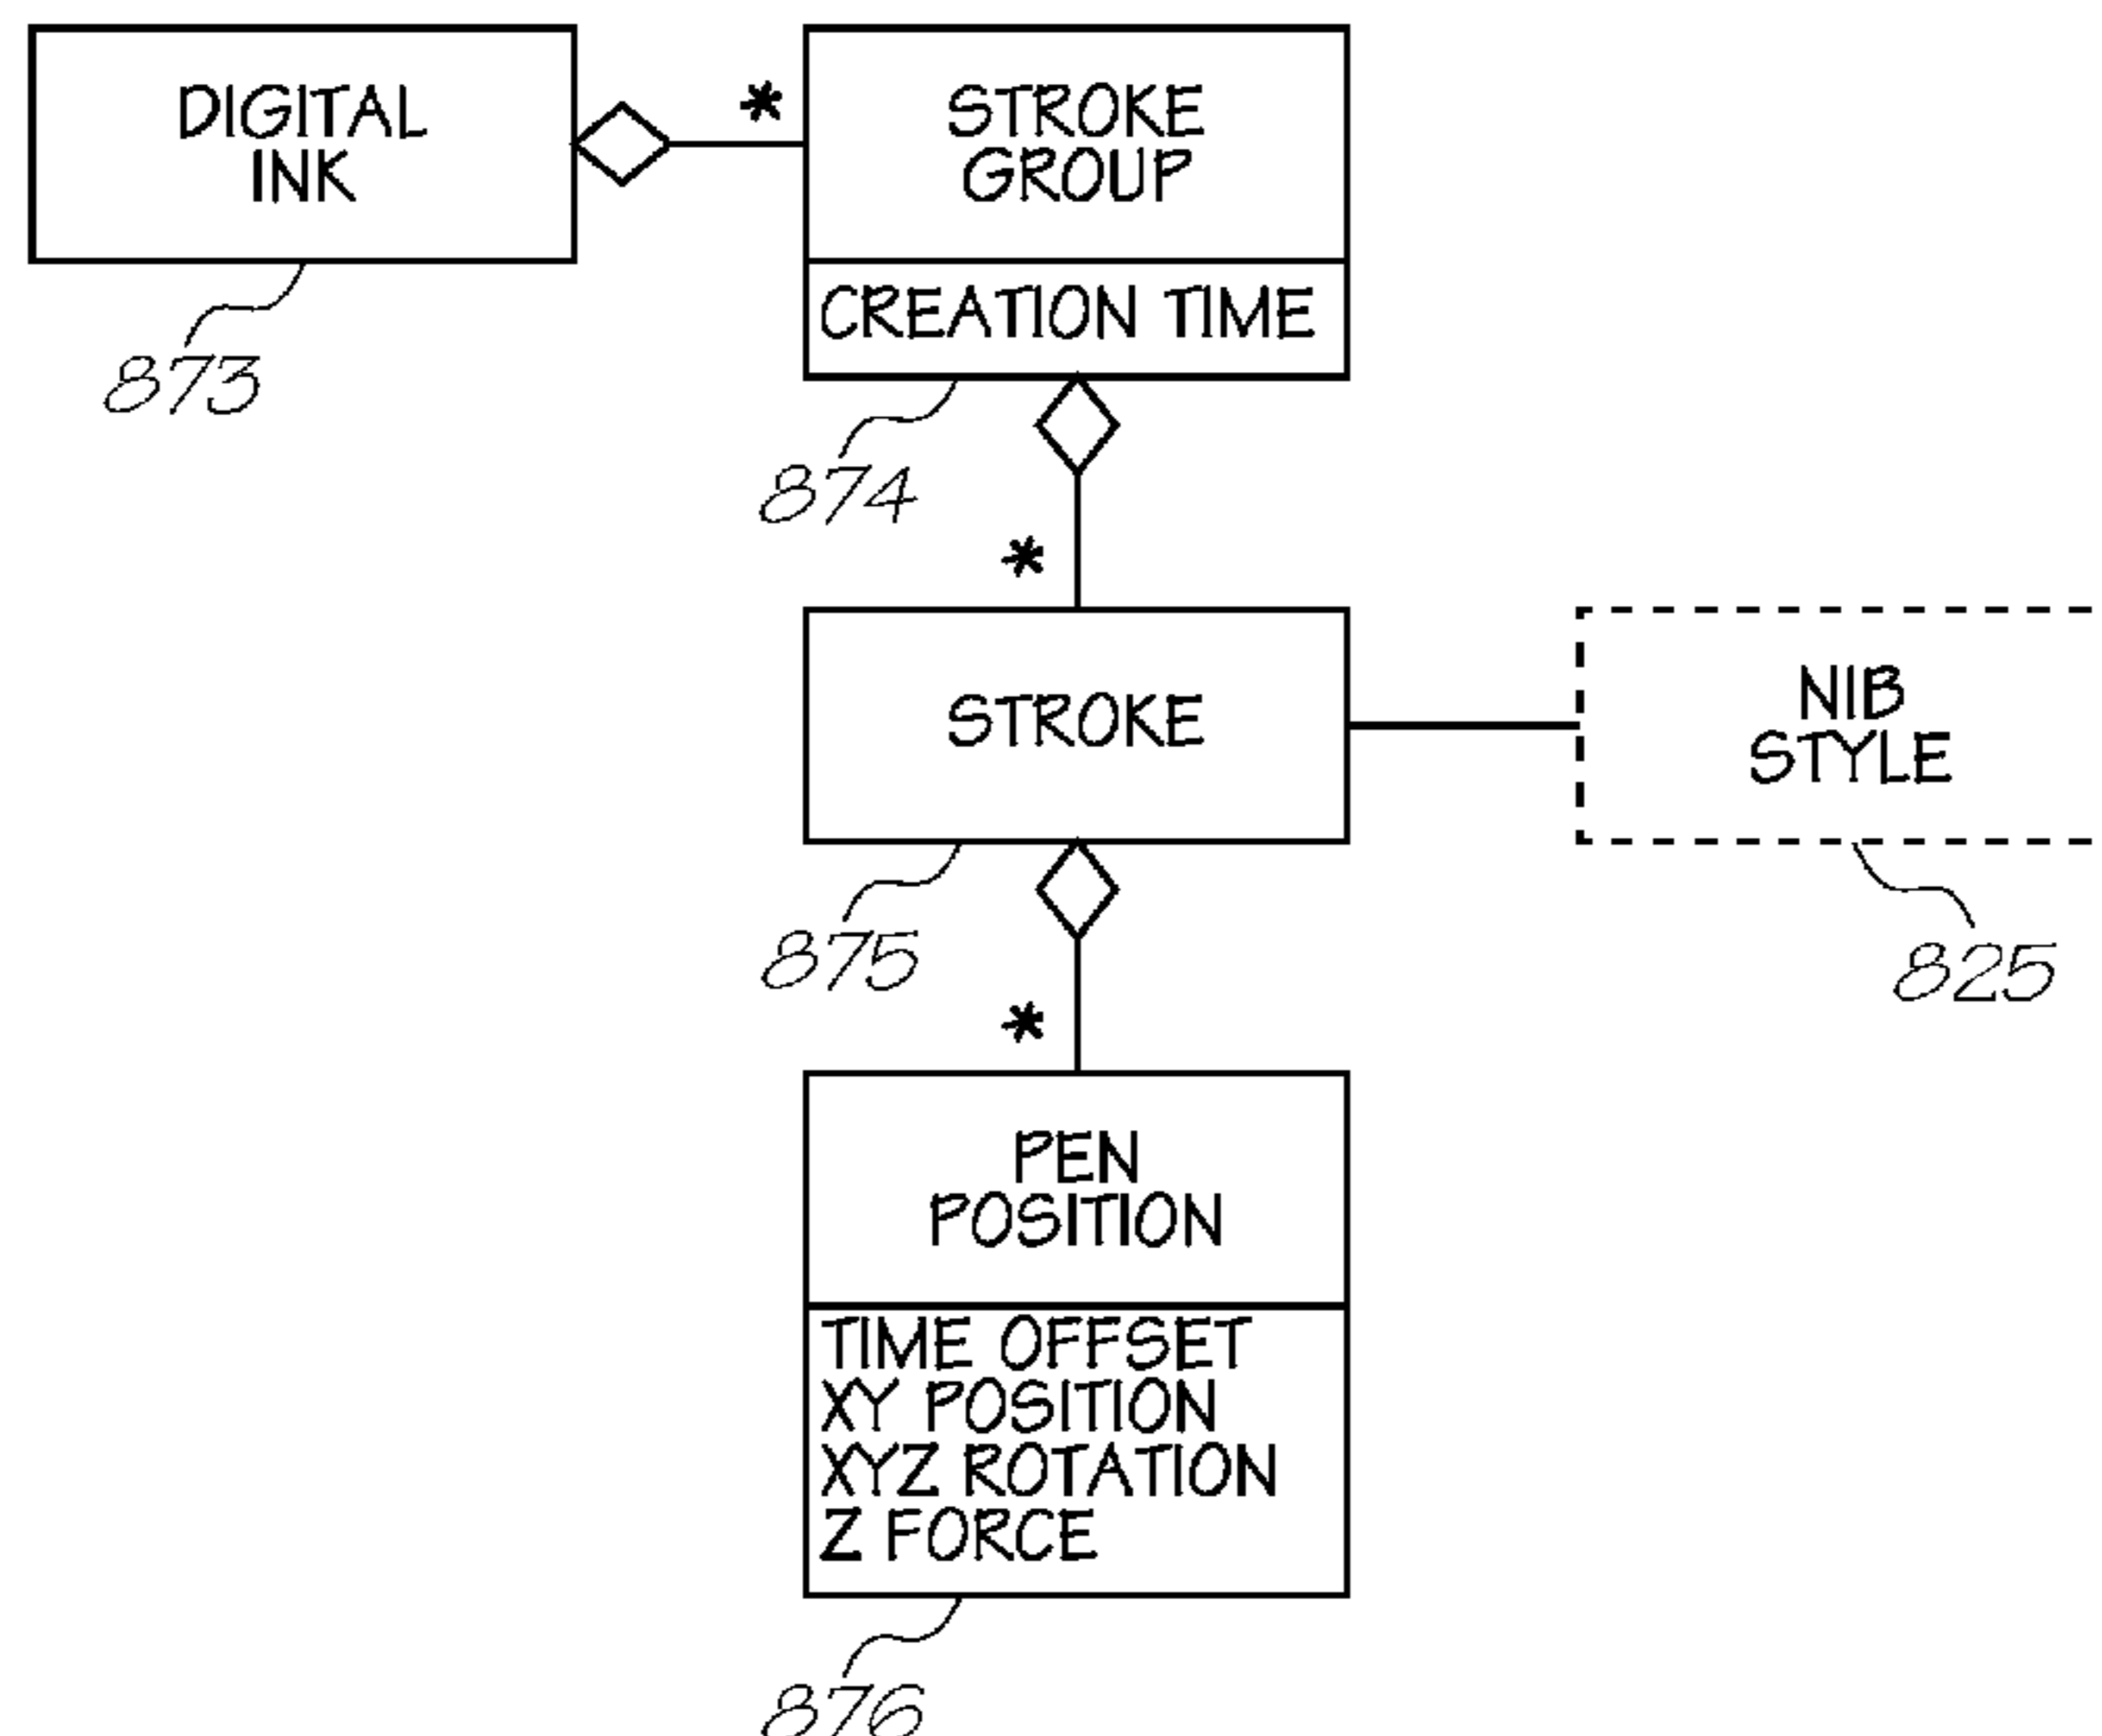 DIGITAL
INK
873
*
STROKE
GROUP
CREATION TIME
874
*
STROKE
875
NIB
STYLE
825
*
PEN
POSITION
TIME OFFSET
XY POSITION
XYZ ROTATION
Z FORCE
876